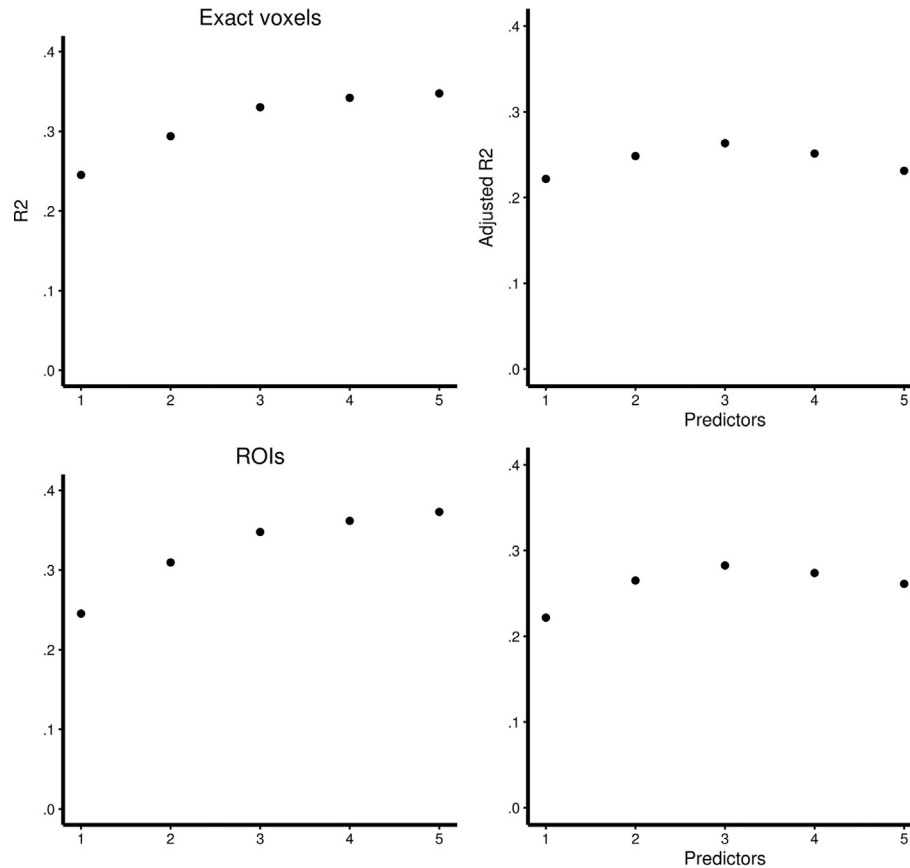 Exact voxels
R2
.4
.3
.2
.1
.0
1 2 3 4 5
Adjusted R2
.4
.3
.2
.1
.0
1 2 3 4 5
Predictors
ROIs
.4
.3
.2
.1
.0
1 2 3 4 5
.4
.3
.2
.1
.0
1 2 3 4 5
Predictors